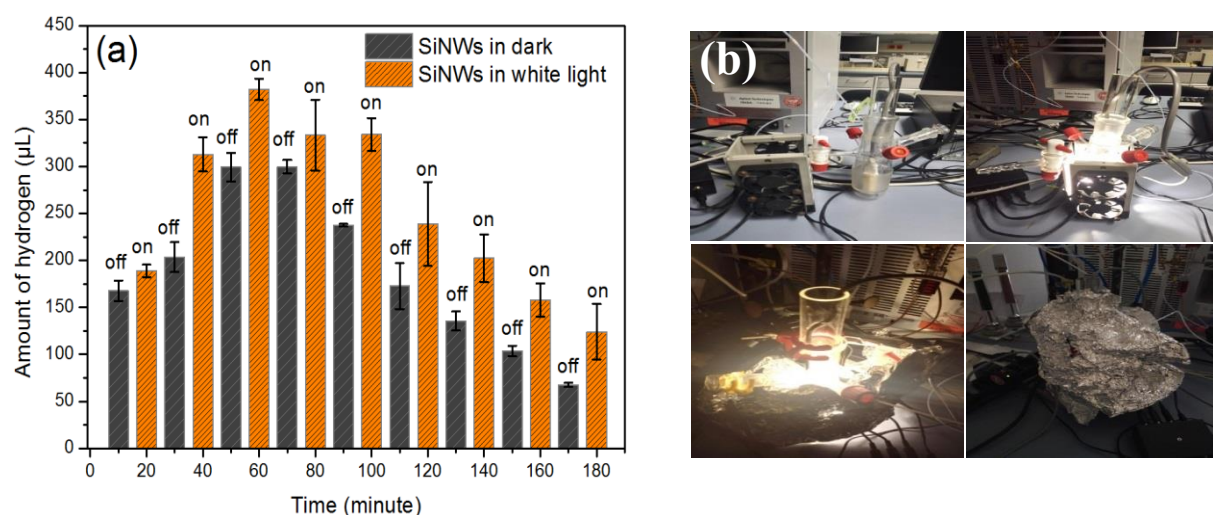 (a)
SiNWs in dark
SiNWs in white light
Amount of hydrogen (µL)
450
400
350
300
250
200
150
100
50
0
off
on
off
on
off
on
off
on
off
on
off
on
off
on
off
on
off
on
0
20
40
60
80
100
120
140
160
180
Time (minute)
(b)
Agilent Technologies